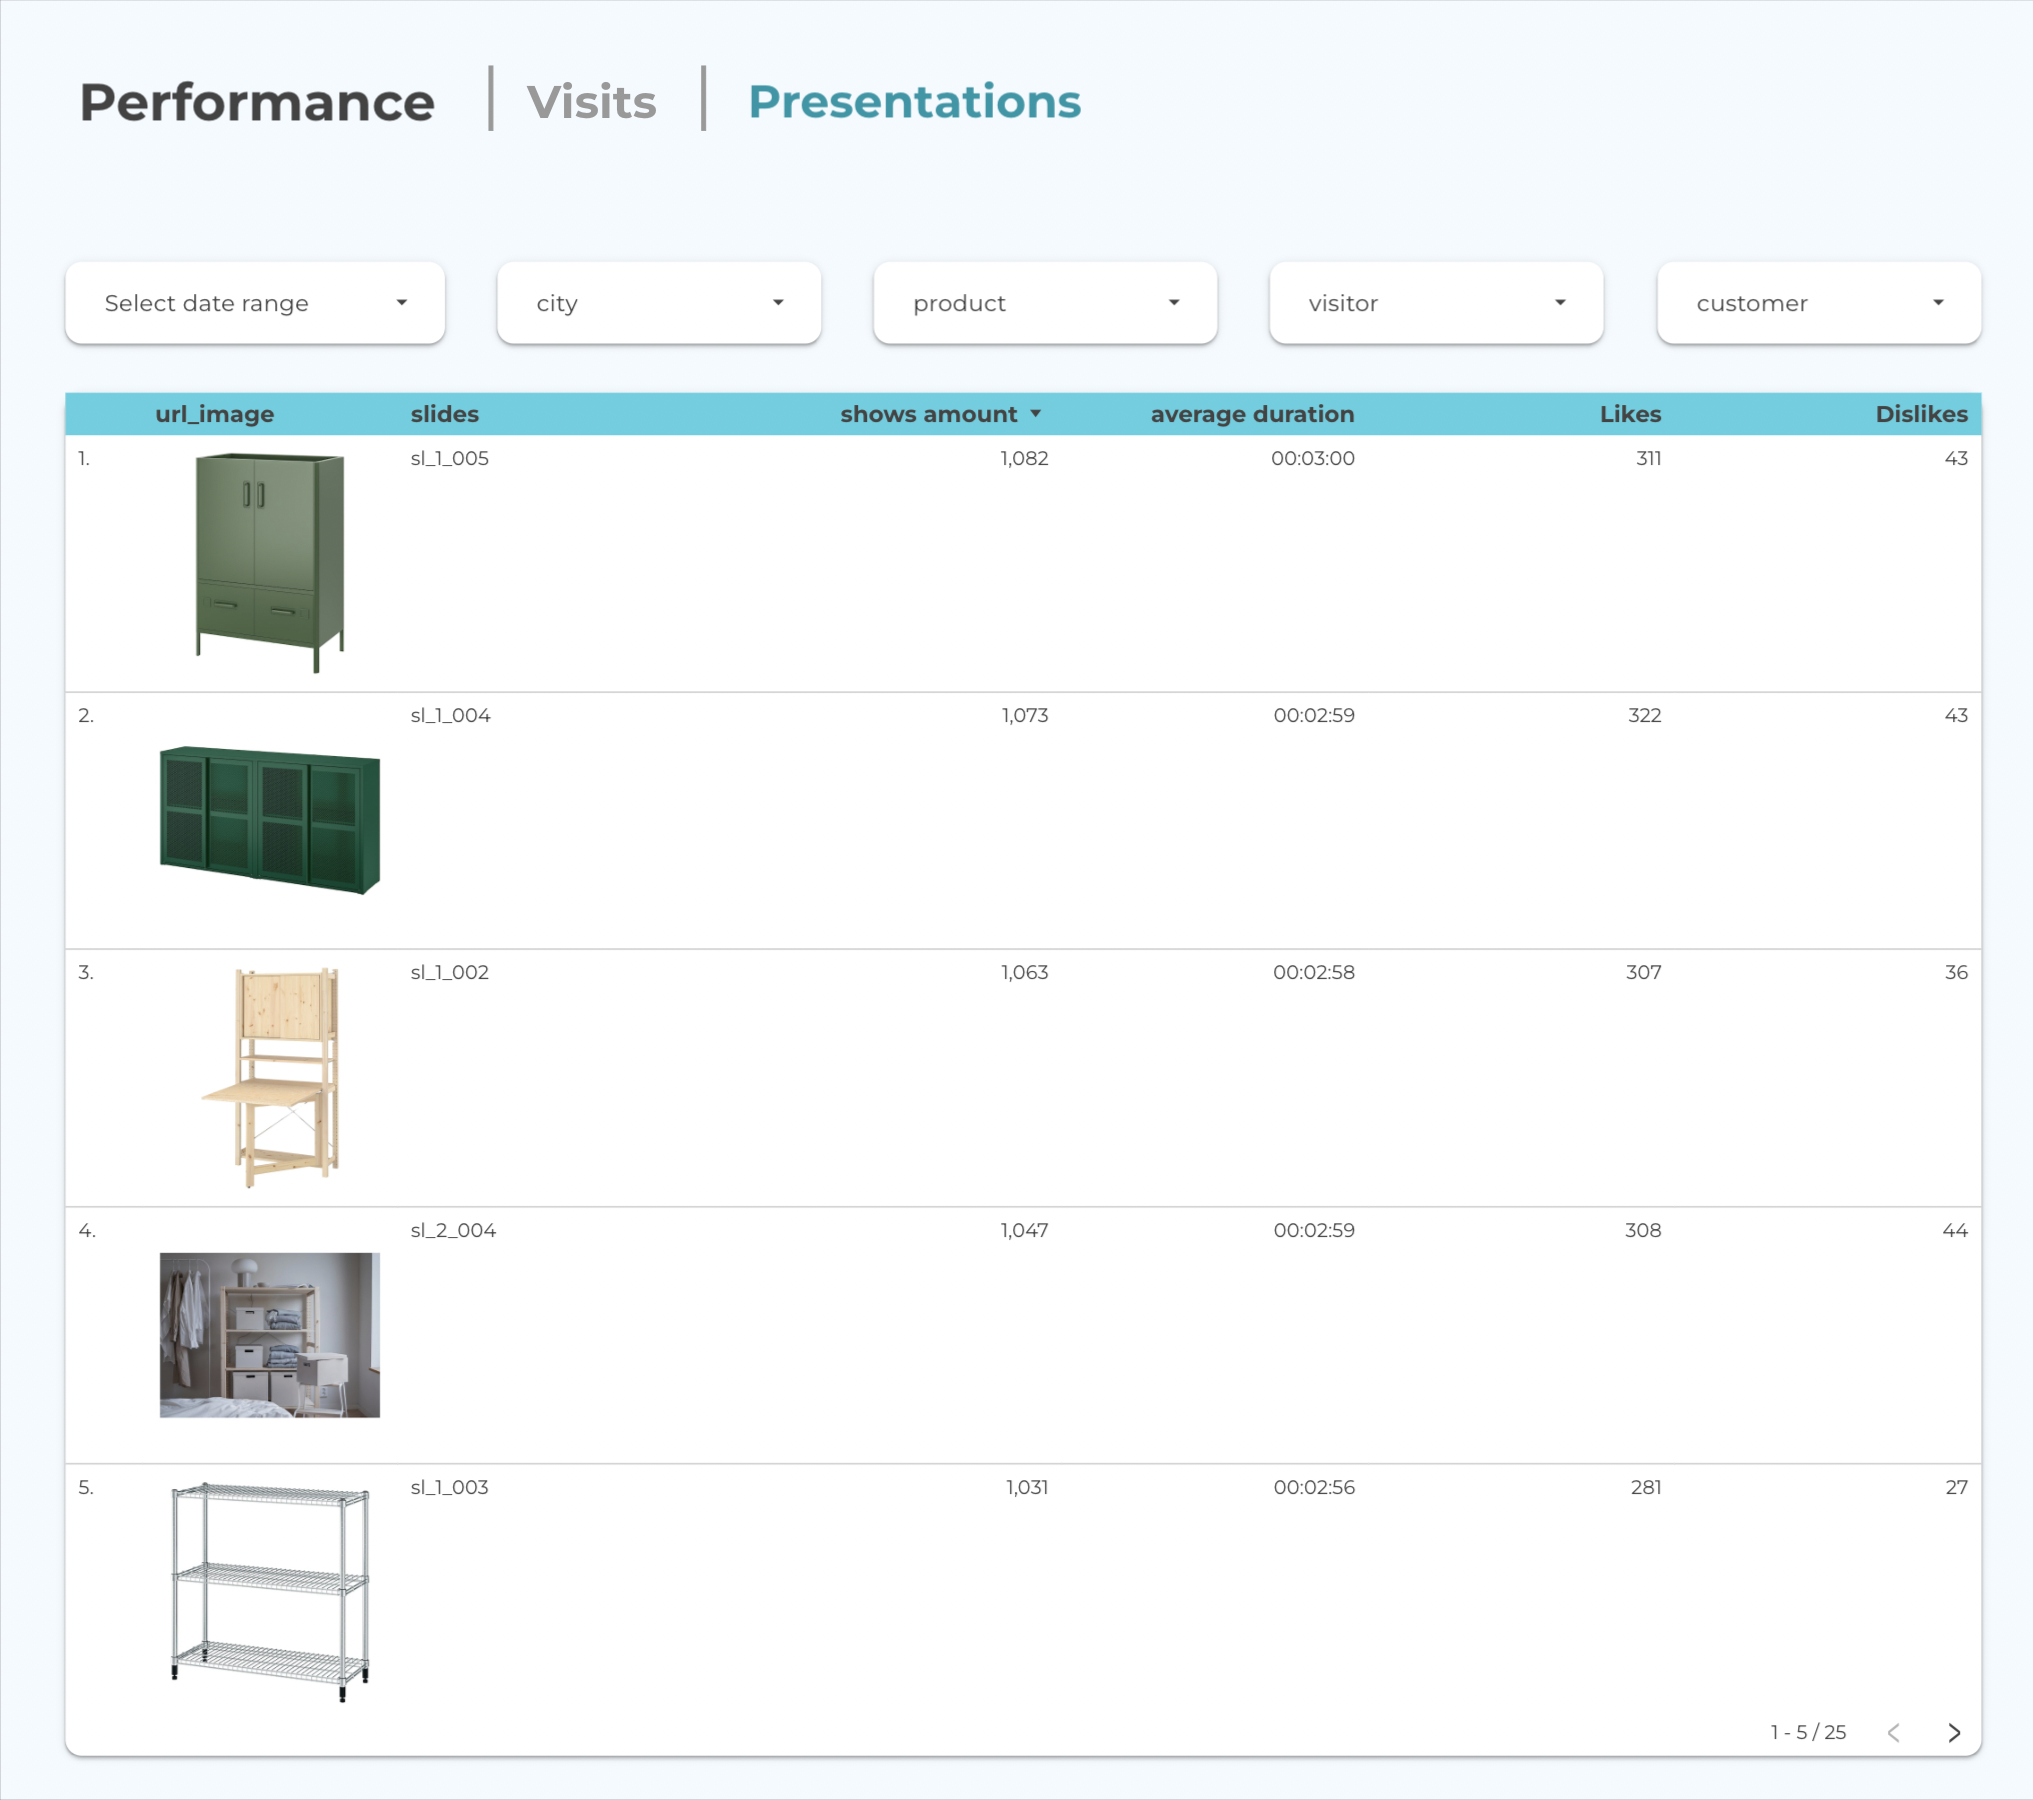 Performance | Visits | Presentations
Select date range city product visitor customer
url_image slides shows amount average duration Likes Dislikes
1. sl_1_005 1,082 00:03:00 311 43
2. sl_1_004 1,073 00:02:59 322 43
3. sl_1_002 1,063 00:02:58 307 36
4. sl_2_004 1,047 00:02:59 308 44
5. sl_1_003 1,031 00:02:56 281 27
1 - 5 / 25